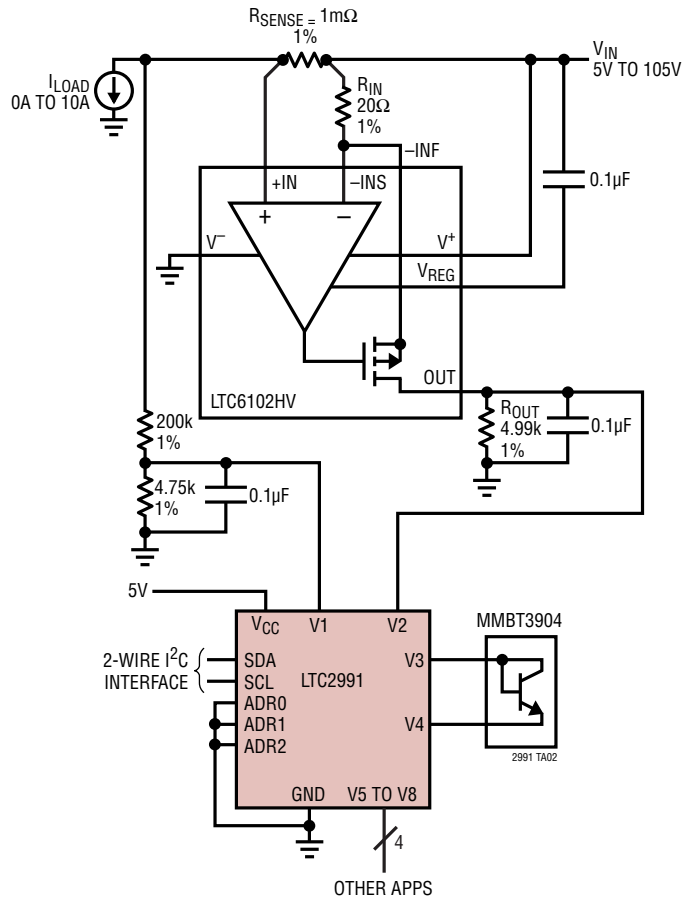 RSENSE = 1mΩ
1%
VIN
5V TO 105V
ILOAD
0A TO 10A
RIN
20Ω
1%
–INF
+IN
–INS
0.1µF
+
–
V–
V+
VREG
OUT
LTC6102HV
ROUT
4.99k
1%
0.1µF
200k
1%
4.75k
1%
0.1µF
5V
VCC
V1
V2
MMBT3904
2-WIRE I2C
INTERFACE
SDA
SCL
ADR0
ADR1
ADR2
LTC2991
V3
V4
2991 TA02
GND
V5 TO V8
4
OTHER APPS